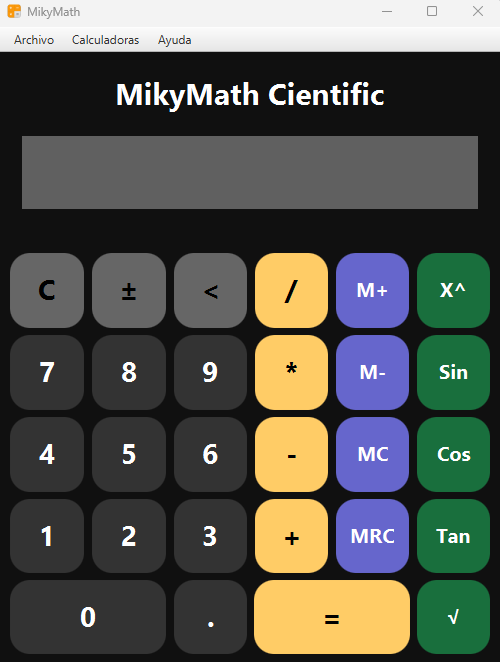 MikyMath
Archivo Calculadoras Ayuda
MikyMath Cientific
C ± < / M+ X^
7 8 9 * M- Sin
4 5 6 - MC Cos
1 2 3 + MRC Tan
0 . = √